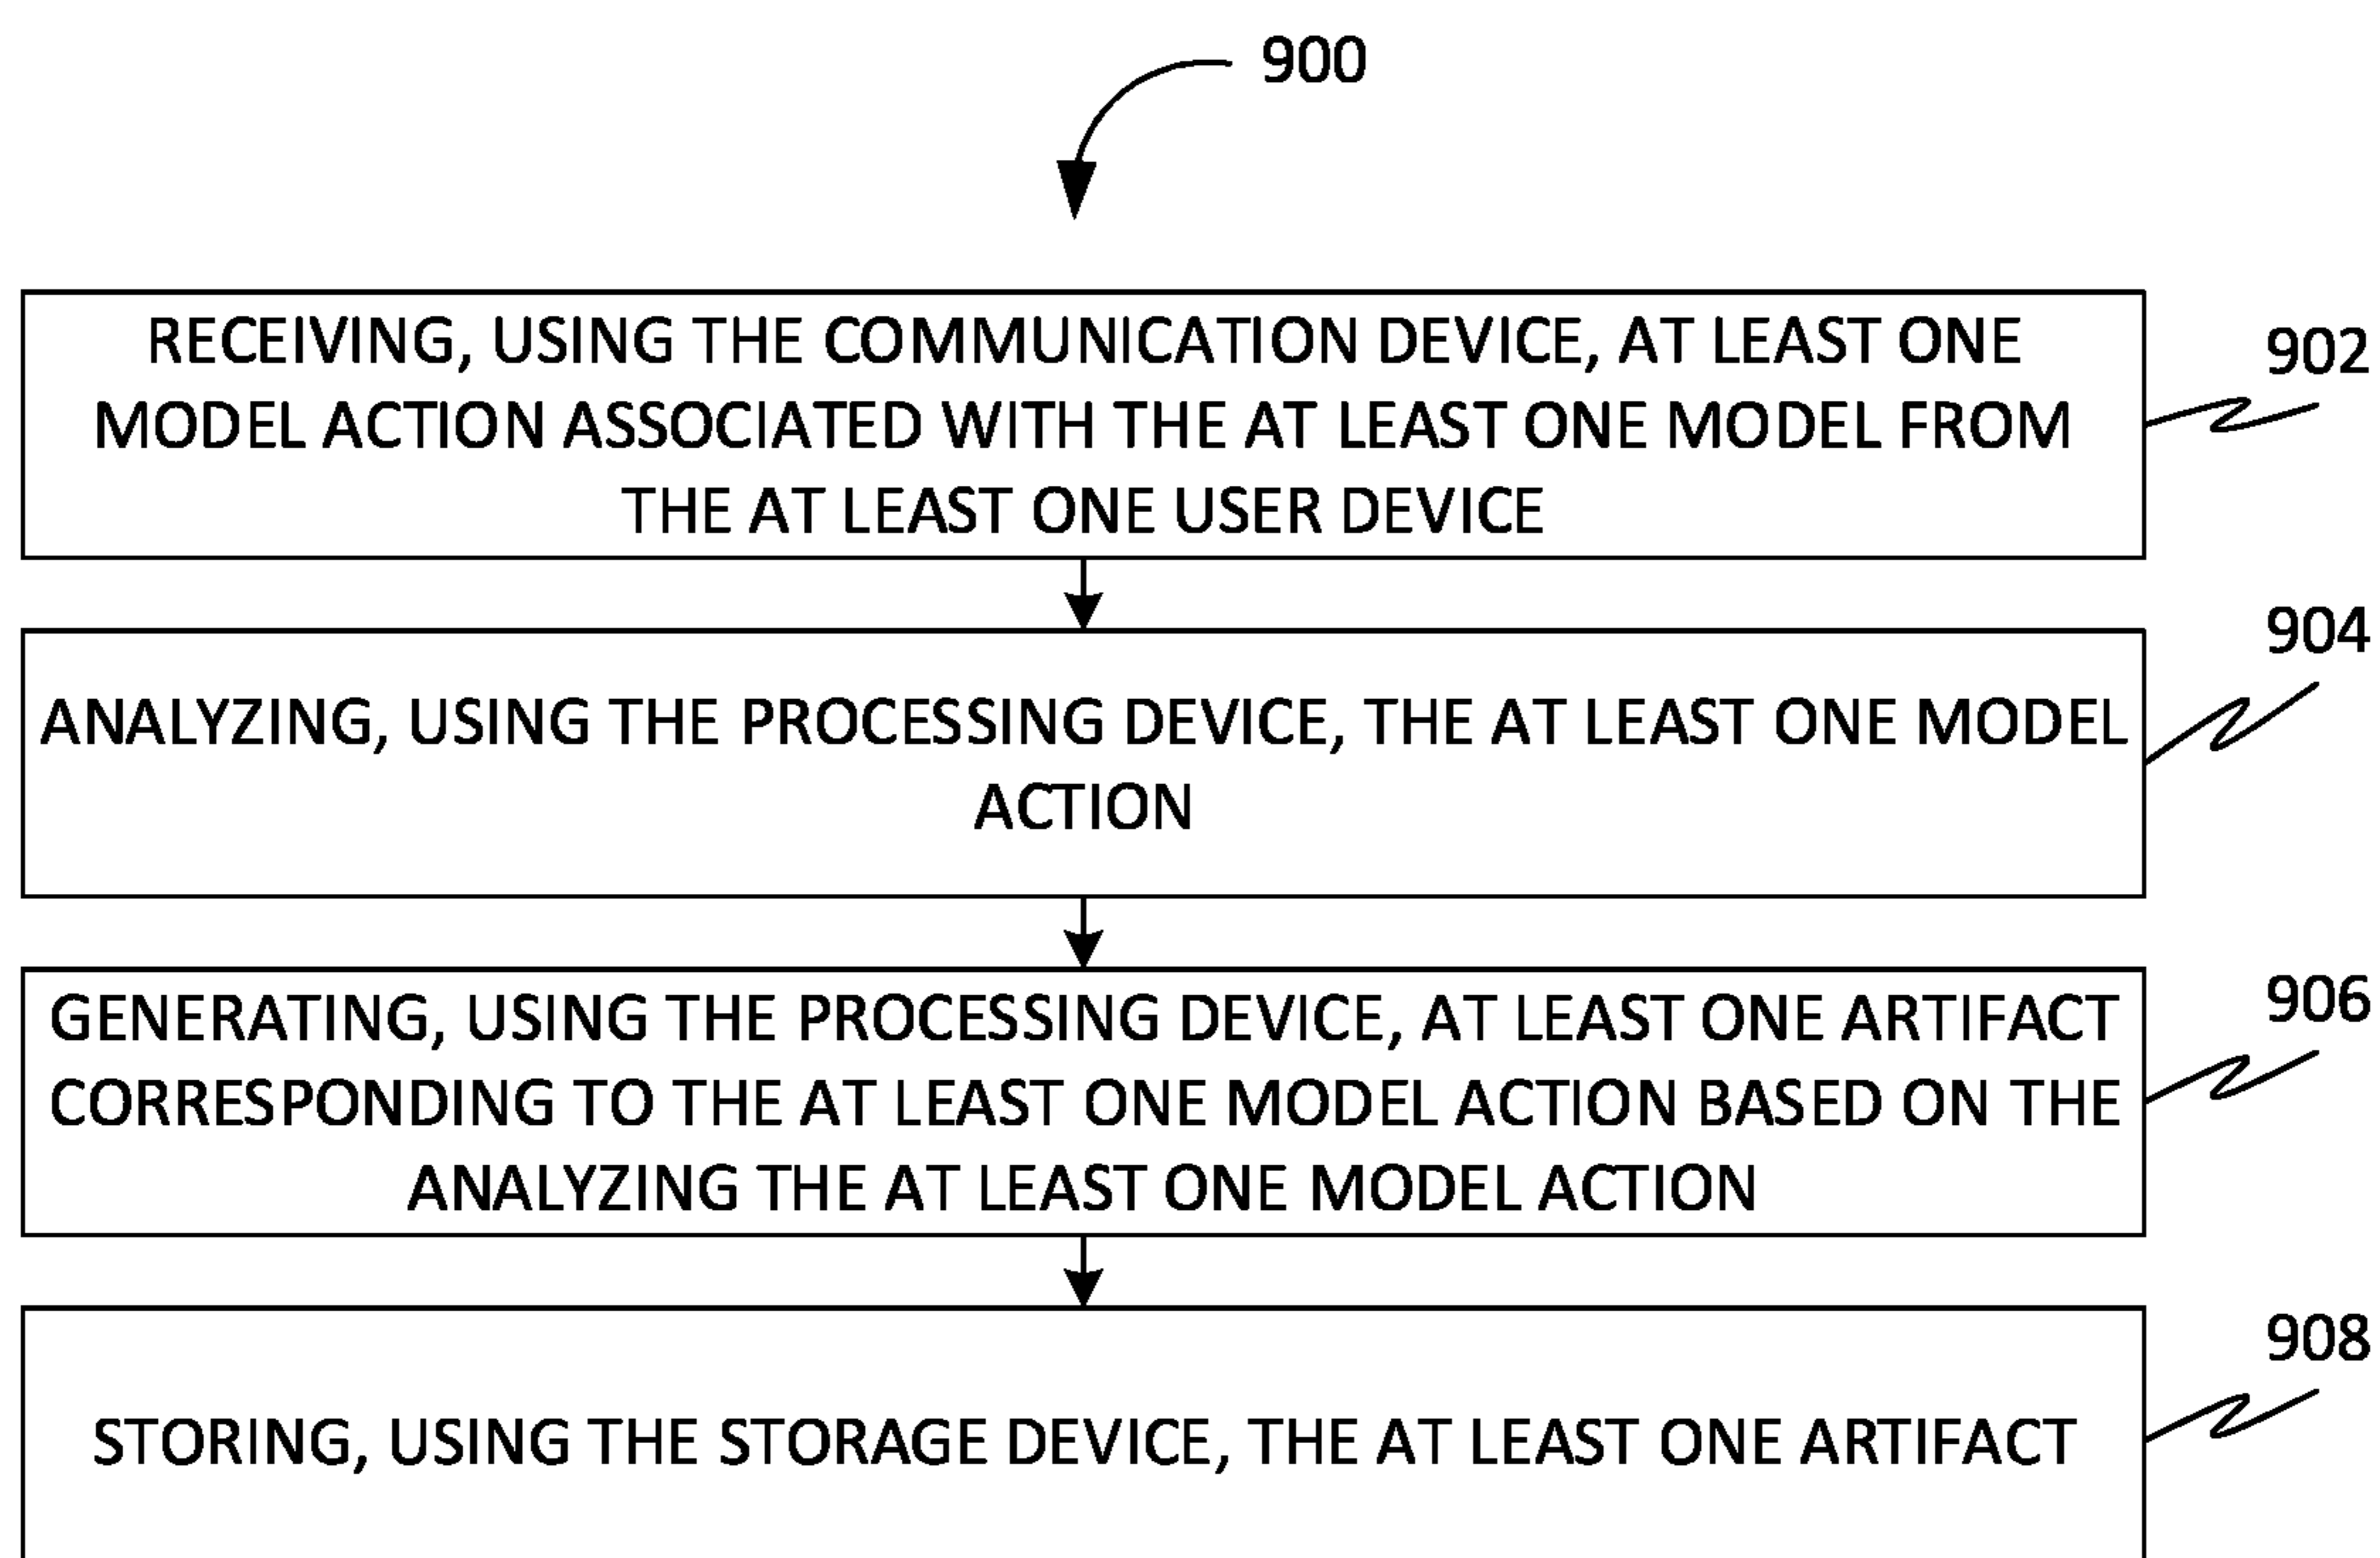 900
RECEIVING, USING THE COMMUNICATION DEVICE, AT LEAST ONE
MODEL ACTION ASSOCIATED WITH THE AT LEAST ONE MODEL FROM
THE AT LEAST ONE USER DEVICE
902
ANALYZING, USING THE PROCESSING DEVICE, THE AT LEAST ONE MODEL
ACTION
904
GENERATING, USING THE PROCESSING DEVICE, AT LEAST ONE ARTIFACT
CORRESPONDING TO THE AT LEAST ONE MODEL ACTION BASED ON THE
ANALYZING THE AT LEAST ONE MODEL ACTION
906
STORING, USING THE STORAGE DEVICE, THE AT LEAST ONE ARTIFACT
908